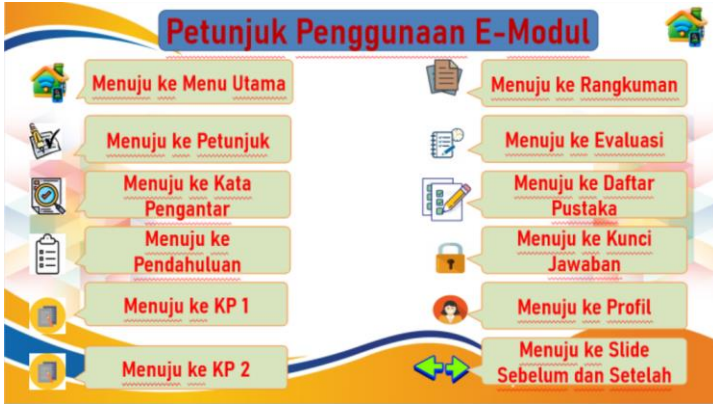 Petunjuk Penggunaan E-Modul
Menuju ke Menu Utama
Menuju ke Petunjuk
Menuju ke Kata
Pengantar
Menuju ke
Pendahuluan
Menuju ke KP 1
Menuju ke KP 2
Menuju ke Rangkuman
Menuju ke Evaluasi
Menuju ke Daftar
Pustaka
Menuju ke Kunci
Jawaban
Menuju ke Profil
Menuju ke Slide
Sebelum dan Setelah